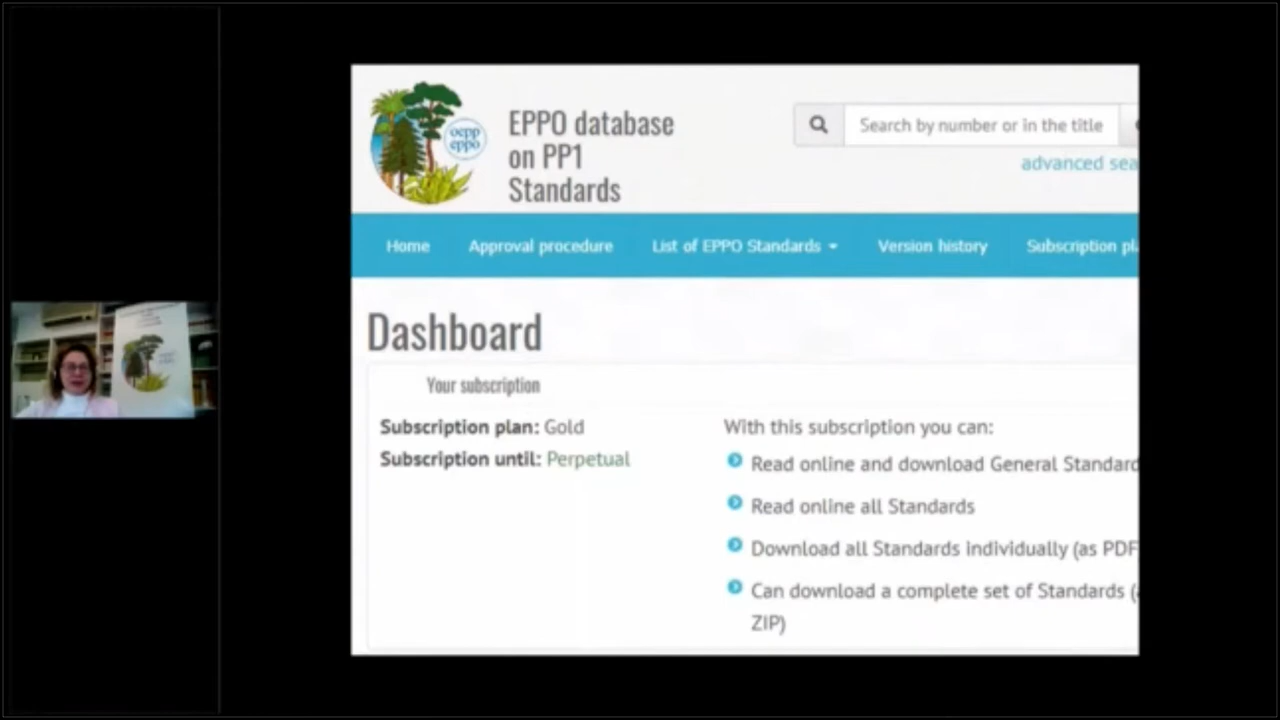 oepp
eppo
EPPO database
on PP1
Standards
Search by number or in the title
advanced sea
Home
Approval procedure
List of EPPO Standards
Version history
Subscription pl
Dashboard
Your subscription
Subscription plan: Gold
Subscription until: Perpetual
With this subscription you can:
Read online and download General Standard
Read online all Standards
Download all Standards individually (as PDF
Can download a complete set of Standards (
ZIP)